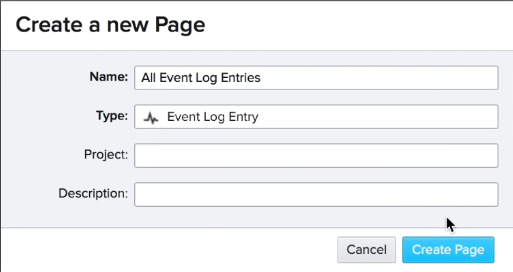 Create a new Page
Name: All Event Log Entries
Type: Event Log Entry
Project:
Description:
Cancel Create Page